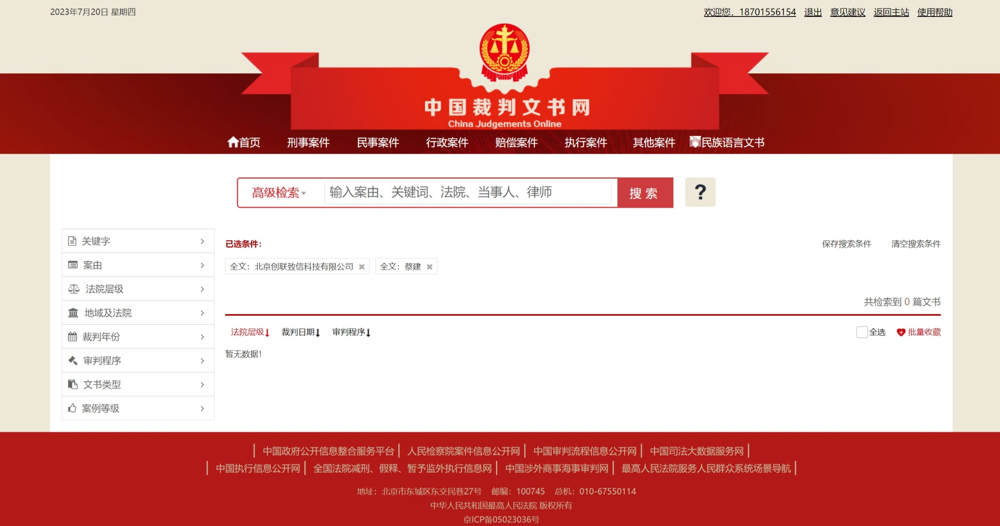 2023年7月20日 星期四
欢迎您，18701556154 退出 意见建议 返回主站 使用帮助
中国裁判文书网
China Judgements Online
首页 刑事案件 民事案件 行政案件 赔偿案件 执行案件 其他案件 民族语言文书
高级检索 输入案由、关键词、法院、当事人、律师 搜索 ?
关键字
案由
法院层级
地域及法院
裁判年份
审判程序
文书类型
案例等级
已选条件： 保存搜索条件 清空搜索条件
全文：北京创联致信科技有限公司 ✖ 全文：蔡建 ✖
共检索到 0 篇文书
法院层级 裁判日期 审判程序 全选 批量收藏
暂无数据!
| 中国政府公开信息整合服务平台 | 人民检察院案件信息公开网 | 中国审判流程信息公开网 | 中国司法大数据服务网 |
| 中国执行信息公开网 | 全国法院减刑、假释、暂予监外执行信息网 | 中国涉外商事海事审判网 | 最高人民法院服务人民群众系统场景导航 |
地址：北京市东城区东交民巷27号 邮编：100745 总机：010-67550114
中华人民共和国最高人民法院 版权所有
京ICP备05023036号